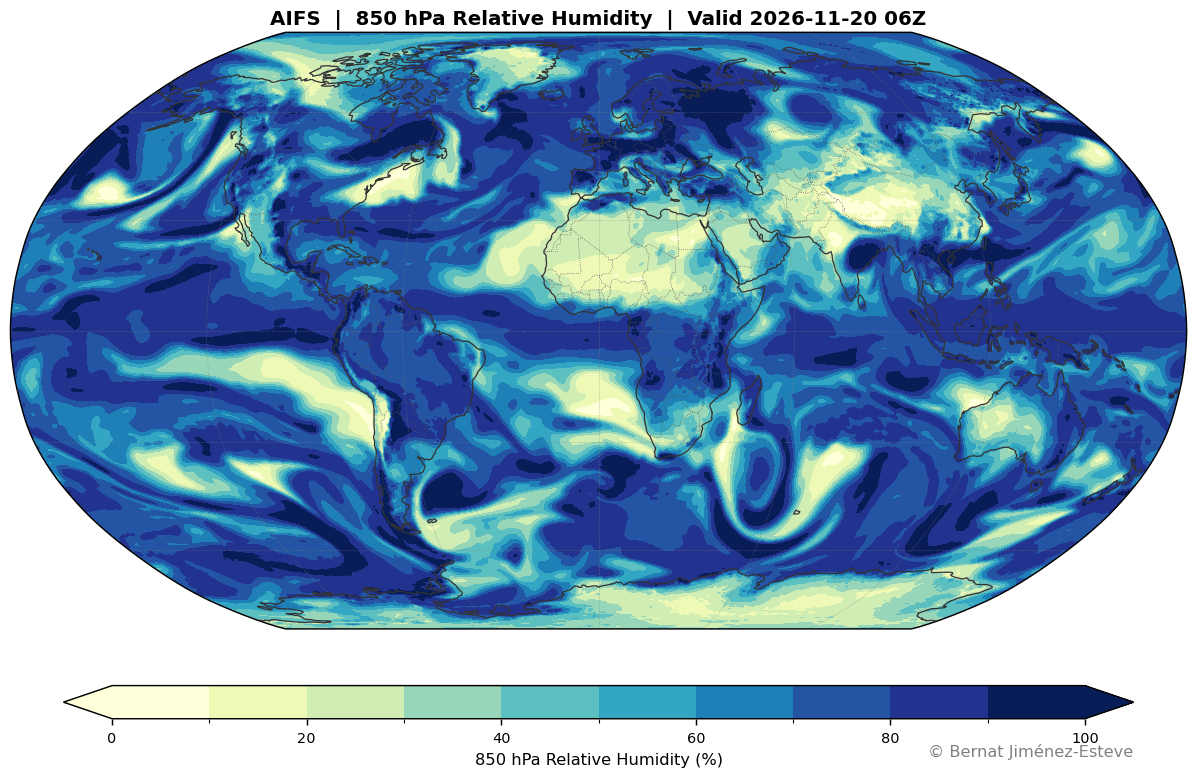 AIFS | 850 hPa Relative Humidity | Valid 2026-11-20 06Z
0 20 40 60 80 100
850 hPa Relative Humidity (%)
© Bernat Jiménez-Esteve